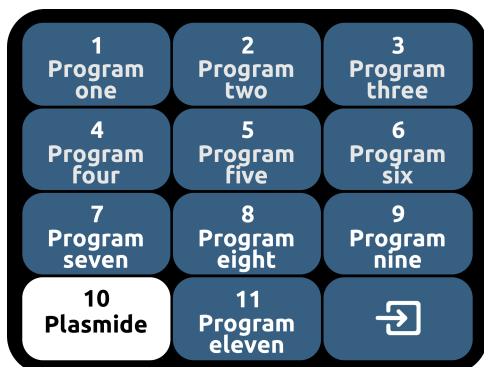 1
Program
one
2
Program
two
3
Program
three
4
Program
four
5
Program
five
6
Program
six
7
Program
seven
8
Program
eight
9
Program
nine
10
Plasmide
11
Program
eleven